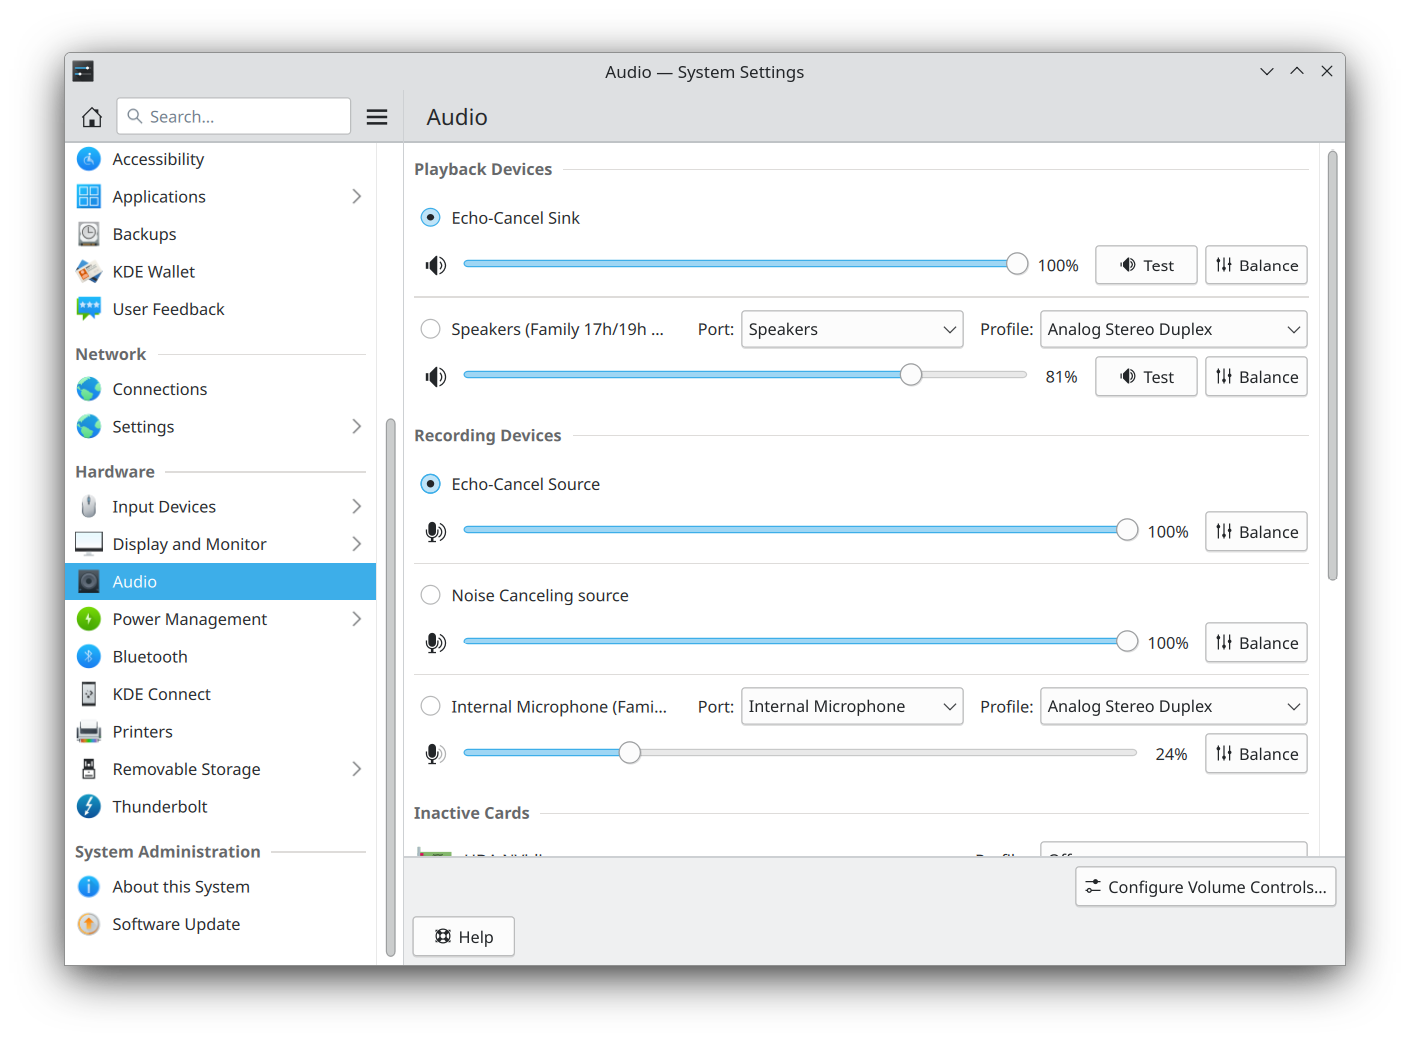 Audio — System Settings
Search...
Audio
Accessibility
Applications
Backups
KDE Wallet
User Feedback
Network
Connections
Settings
Hardware
Input Devices
Display and Monitor
Audio
Power Management
Bluetooth
KDE Connect
Printers
Removable Storage
Thunderbolt
System Administration
About this System
Software Update
Playback Devices
Echo-Cancel Sink
100% Test Balance
Speakers (Family 17h/19h ... Port: Speakers Profile: Analog Stereo Duplex
81% Test Balance
Recording Devices
Echo-Cancel Source
100% Balance
Noise Canceling source
100% Balance
Internal Microphone (Fami... Port: Internal Microphone Profile: Analog Stereo Duplex
24% Balance
Inactive Cards
Configure Volume Controls...
Help